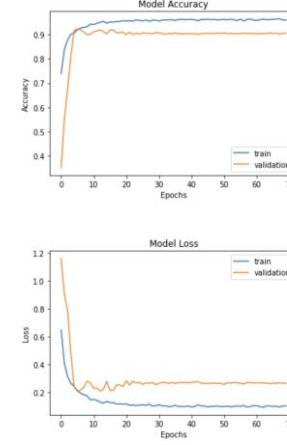 Model Accuracy
0.9
0.8
0.7
0.6
0.5
0.4
Accuracy
train
validation
0 10 20 30 40 50 60
Epochs
Model Loss
1.2
1.0
0.8
0.6
0.4
0.2
Loss
train
validation
0 10 20 30 40 50 60
Epochs